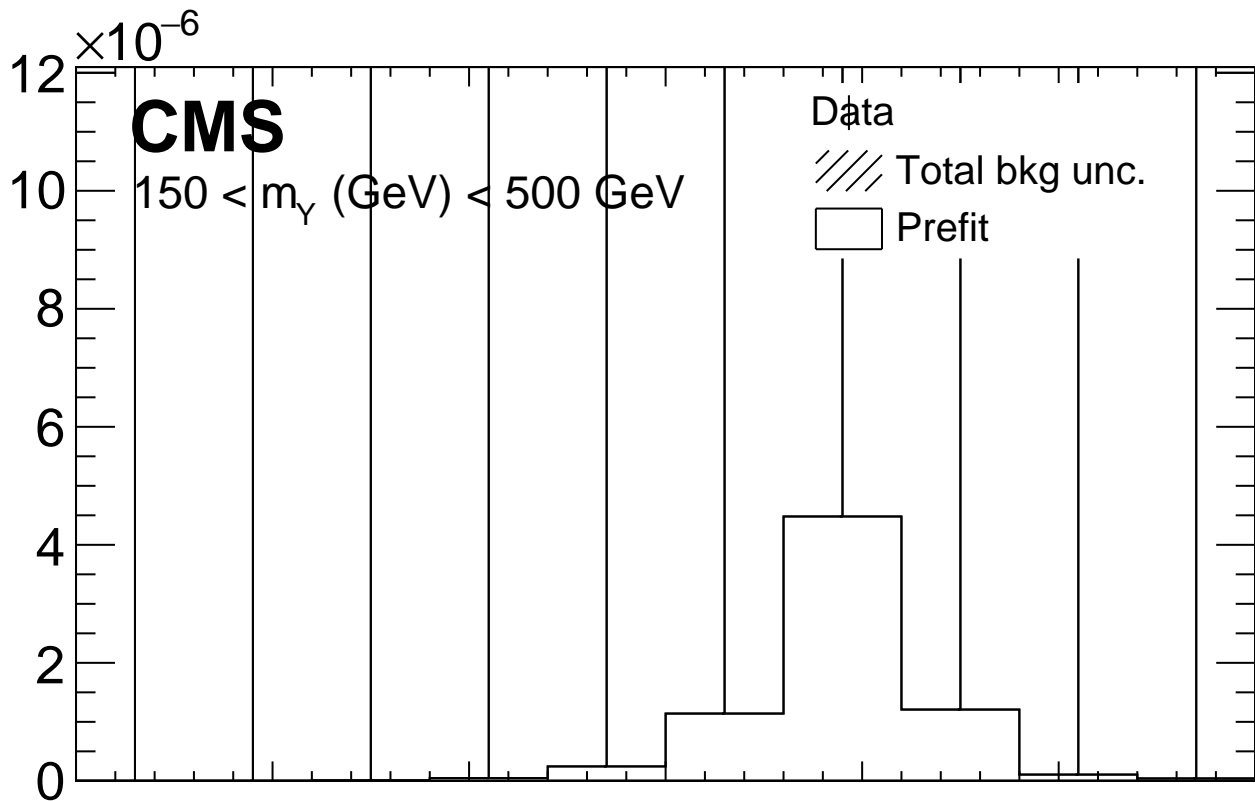 ×10⁻⁶
12
CMS
Data
10
150 < m_Y (GeV) < 500 GeV
Total bkg unc.
Prefit
8
6
4
2
0